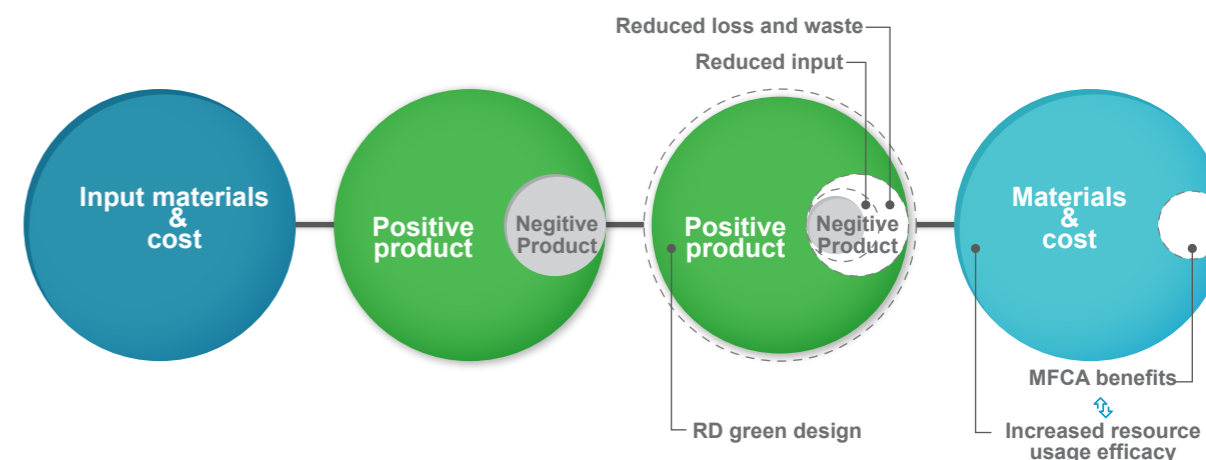 Reduced loss and waste
Reduced input
Input materials
&
cost
Positive
product
Negitive
Product
Positive
product
Negitive
Product
Materials
&
cost
MFCA benefits
RD green design
Increased resource
usage efficacy